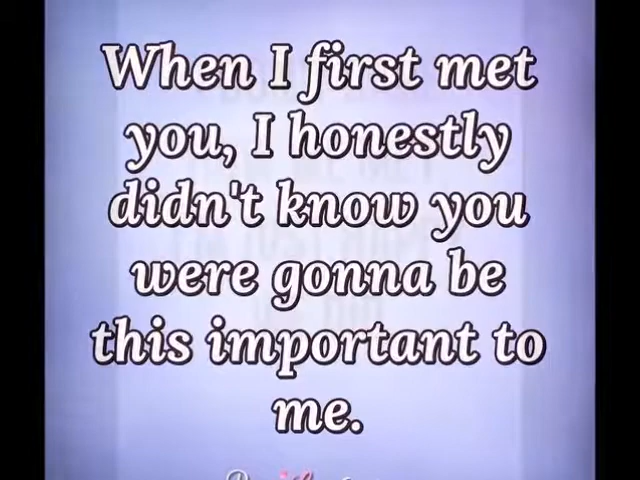 When I first met
you, I honestly
didn't know you
were gonna be
this important to
me.